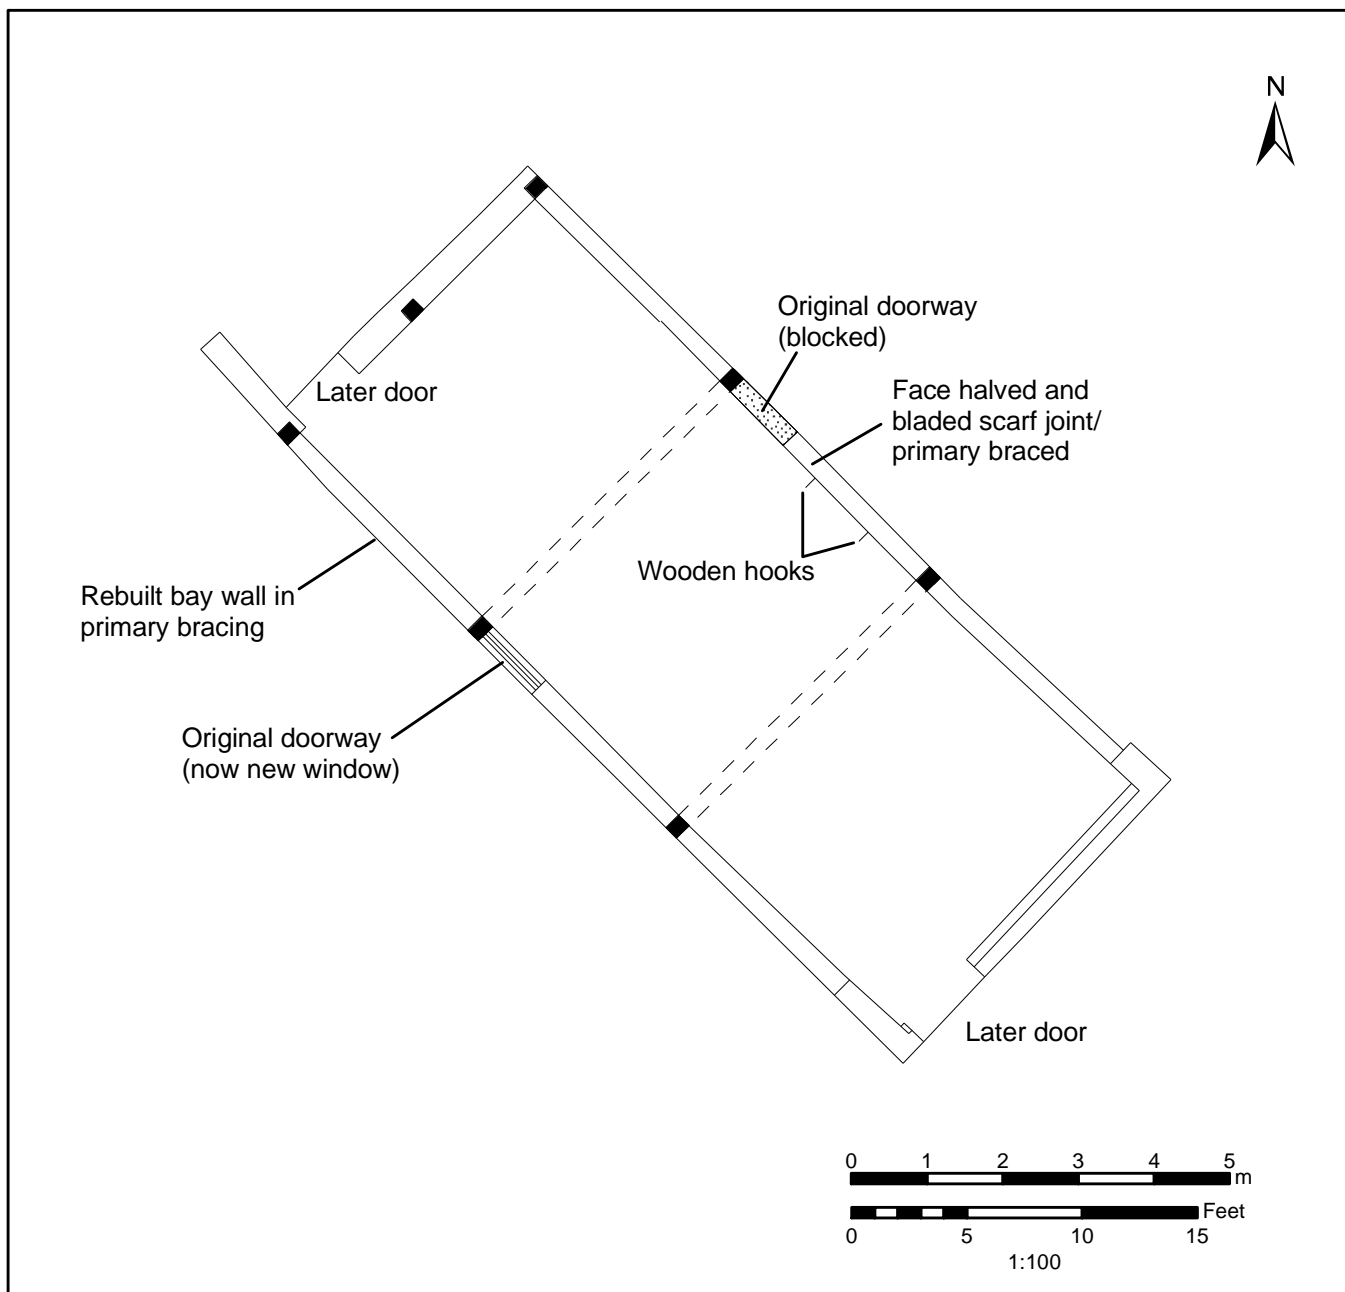 N
Original doorway
(blocked)
Face halved and
bladed scarf joint/
primary braced
Later door
Wooden hooks
Rebuilt bay wall in
primary bracing
Original doorway
(now new window)
Later door
0 1 2 3 4 5
m
Feet
0 5 10 15
1:100